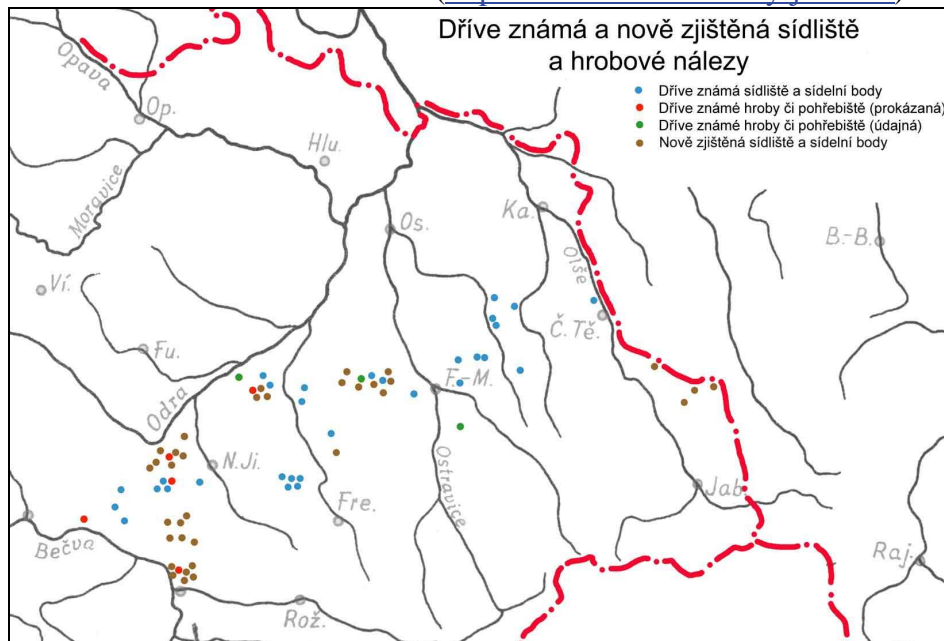 Dříve známá a nově zjištěná sídliště
a hrobové nálezy
Dříve známá sídliště a sídelní body
Dříve známé hroby či pohřebiště (prokázaná)
Dříve známé hroby či pohřebiště (údajná)
Nově zjištěná sídliště a sídelní body
Opava
Op.
Hlu.
Moravice
Os.
Ka.
B.-B.
Olše
Ví.
Č.Tě.
Fu.
F.-M.
Odra
N.Ji.
Ostravice
Jab.
Fre.
Bečva
Raj.
Rož.